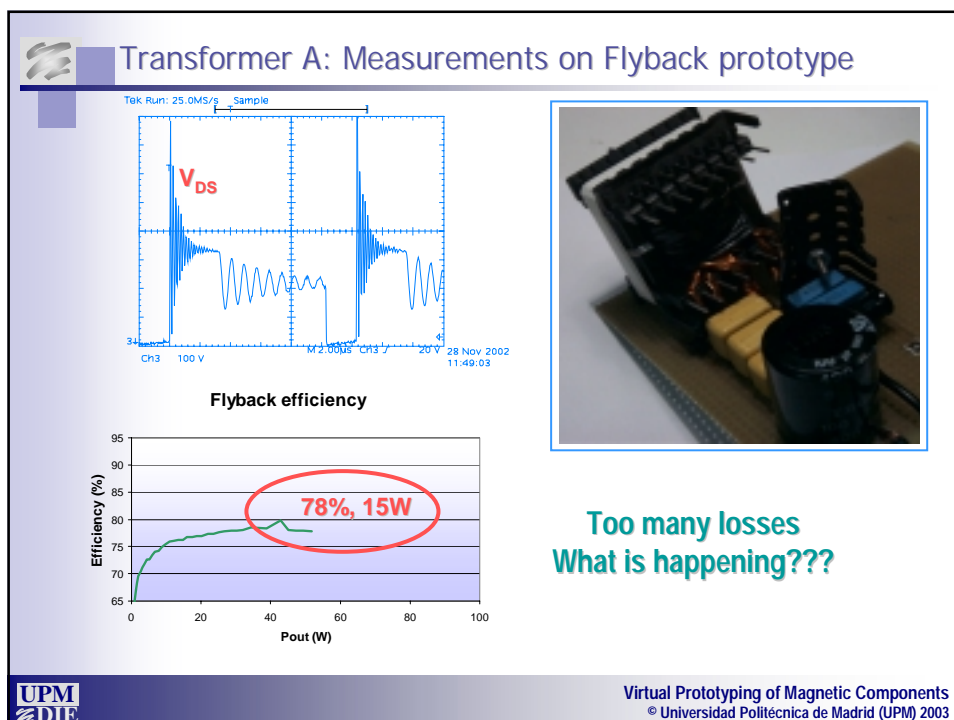 Transformer A: Measurements on Flyback prototype
Tek Run: 25.0MS/s Sample
T
T
VDS
3
Ch3 100 V M 2.00µs Ch3 20 V
28 Nov 2002
11:49:03
Flyback efficiency
95
90
85
80
75
70
65
0 20 40 60 80 100
Efficiency (%)
Pout (W)
78%, 15W
Too many losses
What is happening???
UPM
DIE
Virtual Prototyping of Magnetic Components
© Universidad Politécnica de Madrid (UPM) 2003